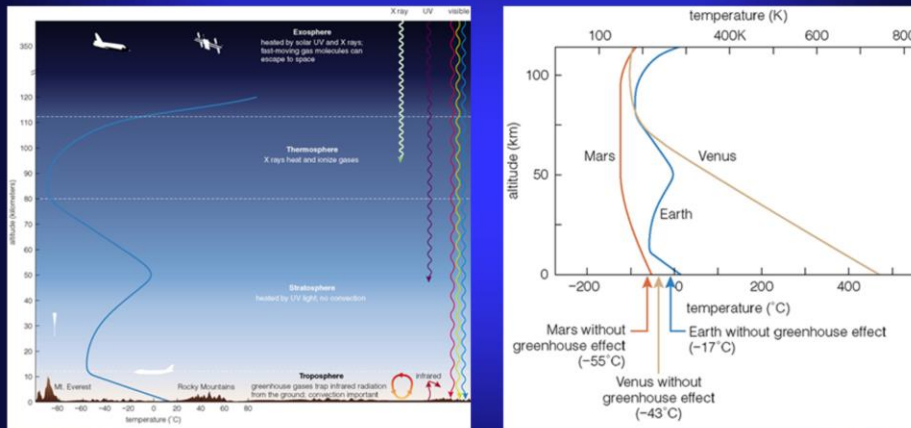 X ray
UV
visible
350
120
110
100
90
80
70
60
50
40
30
20
10
0
altitude (kilometers)
Exosphere
heated by solar UV and X rays;
fast-moving gas molecules can
escape to space
Thermosphere
X rays heat and ionize gases
Stratosphere
heated by UV light; no convection
Troposphere
greenhouse gases trap infrared radiation
from the ground; convection important
infrared
Mt. Everest
Rocky Mountains
−80 −60 −40 −20 0 20 40 60 80
temperature (°C)
temperature (K)
100 400K 800
altitude (km)
100
50
0
Mars
Venus
Earth
−200 0 200 400
temperature (°C)
Mars without
greenhouse effect
(−55°C)
Earth without greenhouse effect
(−17°C)
Venus without
greenhouse effect
(−43°C)